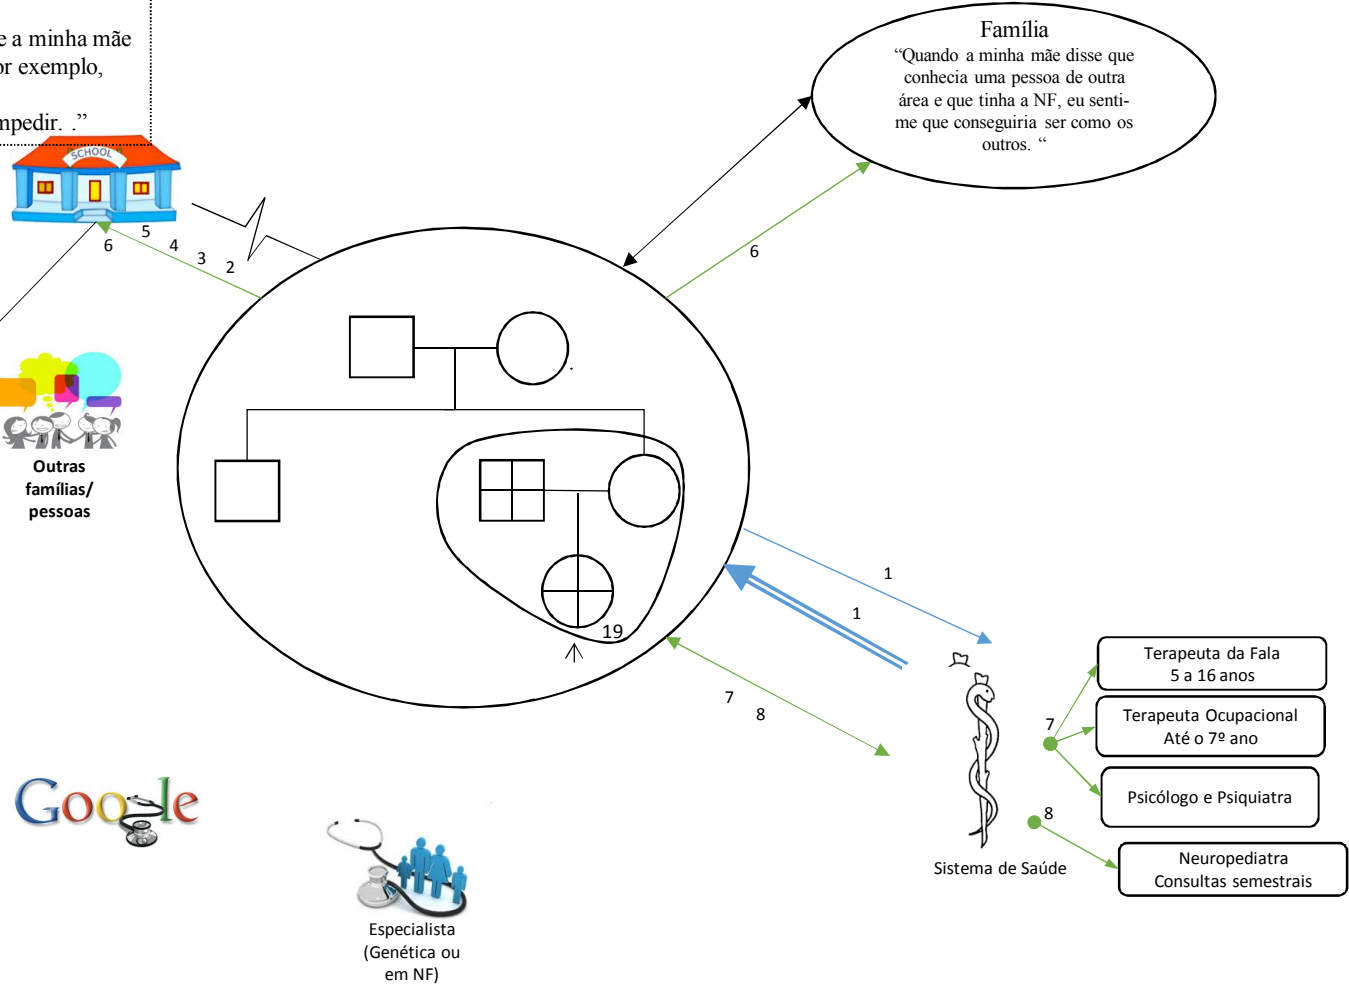 e a minha mãe
or exemplo,
mpedir. .”
SCHOOL
Família
“Quando a minha mãe disse que
conhecia uma pessoa de outra
área e que tinha a NF, eu senti-
me que conseguiria ser como os
outros. “
6
5
4
3
2
6
Outras
famílias/
pessoas
19
1
1
7
8
Terapeuta da Fala
5 a 16 anos
Terapeuta Ocupacional
Até o 7º ano
7
Psicólogo e Psiquiatra
8
Neuropediatra
Consultas semestrais
Sistema de Saúde
Google
Especialista
(Genética ou
em NF)